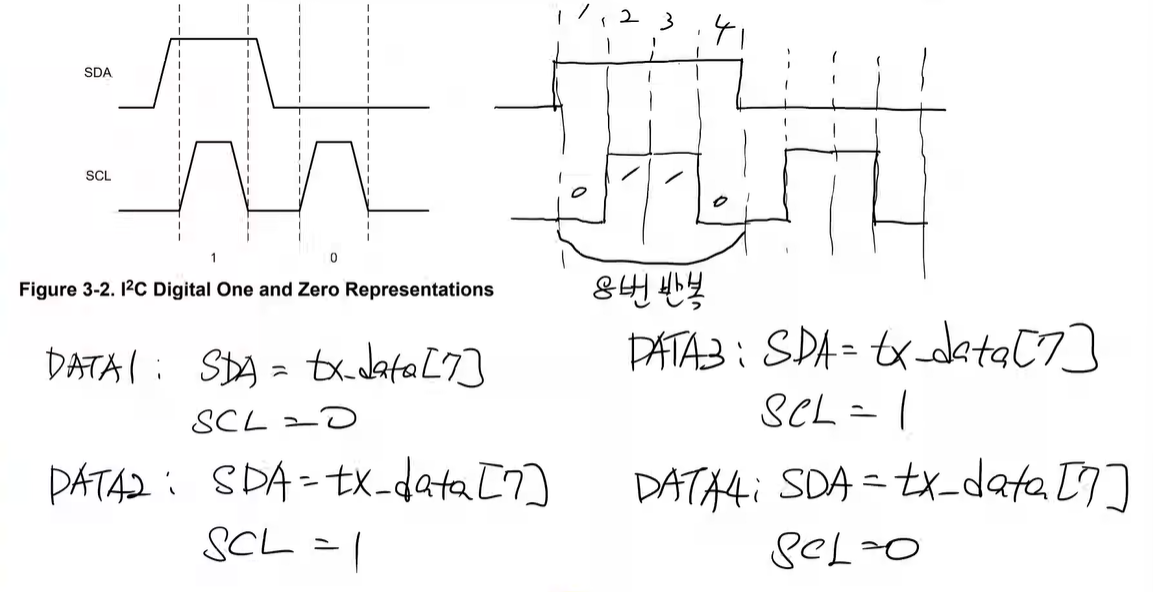 SDA
SCL
1 0
Figure 3-2. I²C Digital One and Zero Representations
1 2 3 4
0 1 1 0
8번 반복
DATA1 : SDA = tx_data[7]
SCL = 0
DATA2 : SDA = tx_data[7]
SCL = 1
DATA3 : SDA = tx_data[7]
SCL = 1
DATA4 : SDA = tx_data[7]
SCL = 0